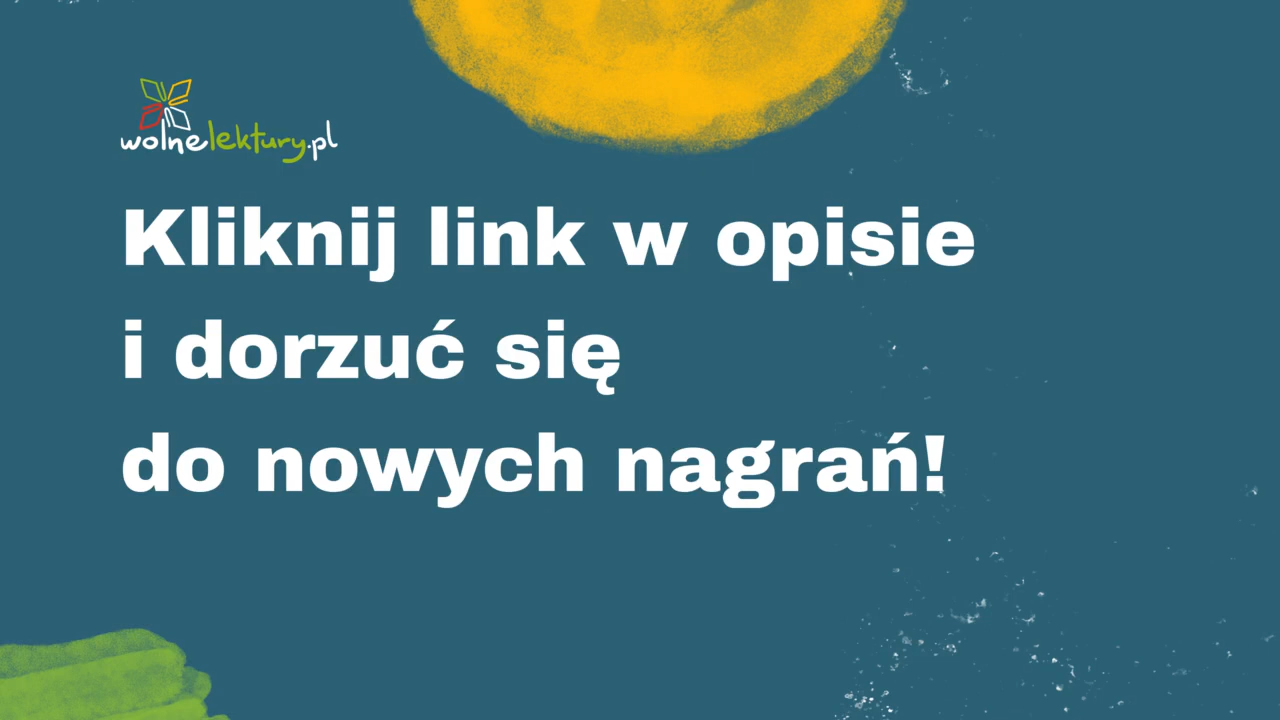 wolnelektury.pl
Kliknij link w opisie
i dorzuć się
do nowych nagrań!